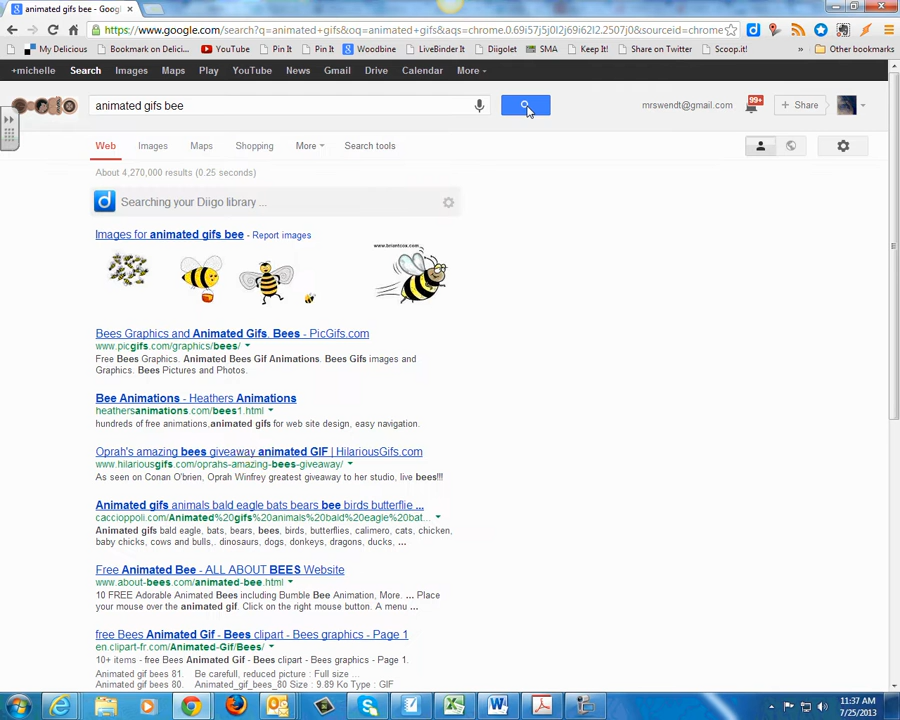 animated gifs bee - Googl
https://www.google.com/search?q=animated+gifs&oq=animated+gifs&aqs=chrome.0.69i57j5j0l2j69i62l2.2507j0&sourceid=chrome
My Delicious Bookmark on Delici... YouTube Pin It Pin It Woodbine LiveBinder It Diigolet SMA Keep It! Share on Twitter Scoop.it! » Other bookmarks
+michelle Search Images Maps Play YouTube News Gmail Drive Calendar More
animated gifs bee mrswendt@gmail.com 99+ + Share
Web Images Maps Shopping More Search tools
About 4,270,000 results (0.25 seconds)
d Searching your Diigo library ...
Images for animated gifs bee - Report images
www.briantcox.com
Bees Graphics and Animated Gifs. Bees - PicGifs.com
www.picgifs.com/graphics/bees/
Free Bees Graphics. Animated Bees Gif Animations. Bees Gifs images and
Graphics. Bees Pictures and Photos.
Bee Animations - Heathers Animations
heathersanimations.com/bees1.html
hundreds of free animations,animated gifs for web site design, easy navigation.
Oprah's amazing bees giveaway animated GIF | HilariousGifs.com
www.hilariousgifs.com/oprahs-amazing-bees-giveaway/
As seen on Conan O'brien, Oprah Winfrey greatest giveaway to her studio, live bees!!!
Animated gifs animals bald eagle bats bears bee birds butterflie ...
caccioppoli.com/Animated%20gifs%20animals%20bald%20eagle%20bat...
Animated gifs bald eagle, bats, bears, bees, birds, butterflies, calimero, cats, chicken,
baby chicks, cows and bulls,. dinosaurs, dogs, donkeys, dragons, ducks, ...
Free Animated Bee - ALL ABOUT BEES Website
www.about-bees.com/animated-bee.html
10 FREE Adorable Animated Bees including Bumble Bee Animation, More. ... Place
your mouse over the animated gif. Click on the right mouse button. A menu ...
free Bees Animated Gif - Bees clipart - Bees graphics - Page 1
en.clipart-fr.com/Animated-Gif/Bees/
10+ items - free Bees Animated Gif - Bees clipart - Bees graphics - Page 1.
Animated gif bees 81. Be carefull, reduced picture : Full size ...
Animated gif bees 80. Animated_gif_bees_80 Size : 9.89 Ko Type : GIF
11:37 AM
7/25/2013